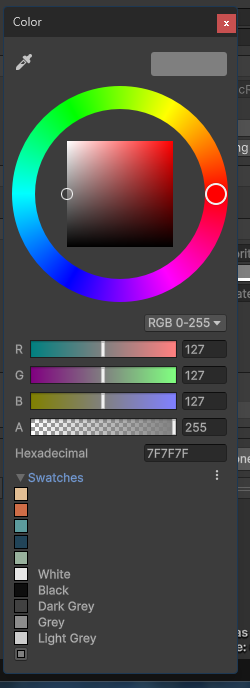 Color
x
RGB 0-255
R 127
G 127
B 127
A 255
Hexadecimal 7F7F7F
Swatches
White
Black
Dark Grey
Grey
Light Grey